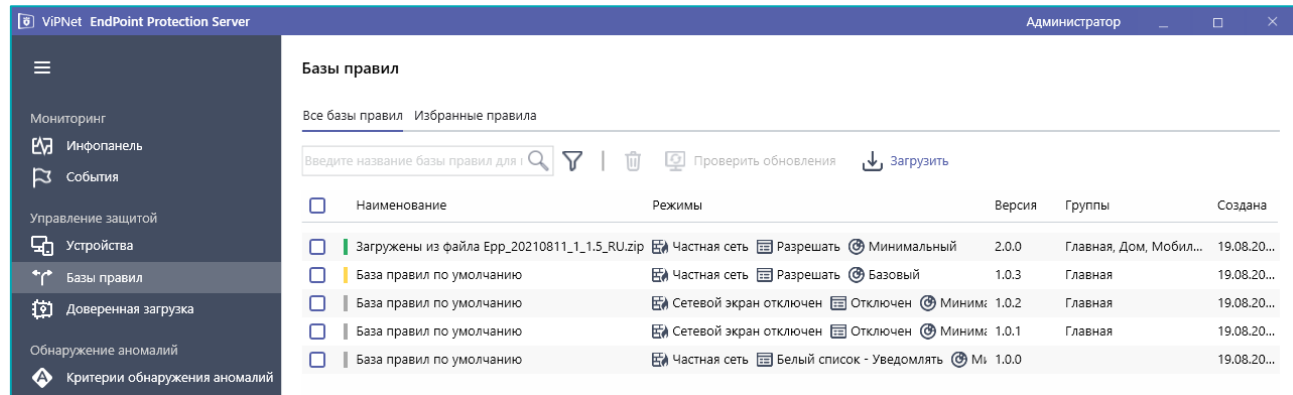 ViPNet EndPoint Protection Server Администратор
Базы правил
Мониторинг
Все базы правил Избранные правила
Инфопанель
Введите название базы правил для Проверить обновления Загрузить
События
Наименование Режимы Версия Группы Создана
Управление защитой
Устройства
Загружены из файла Epp_20210811_1_1.5_RU.zip Частная сеть Разрешать Минимальный 2.0.0 Главная, Дом, Мобил... 19.08.20...
Базы правил
База правил по умолчанию Частная сеть Разрешать Базовый 1.0.3 Главная 19.08.20...
Доверенная загрузка
База правил по умолчанию Сетевой экран отключен Отключен Минима 1.0.2 Главная 19.08.20...
База правил по умолчанию Сетевой экран отключен Отключен Минима 1.0.1 Главная 19.08.20...
Обнаружение аномалий
База правил по умолчанию Частная сеть Белый список - Уведомлять Ми 1.0.0 19.08.20...
Критерии обнаружения аномалий